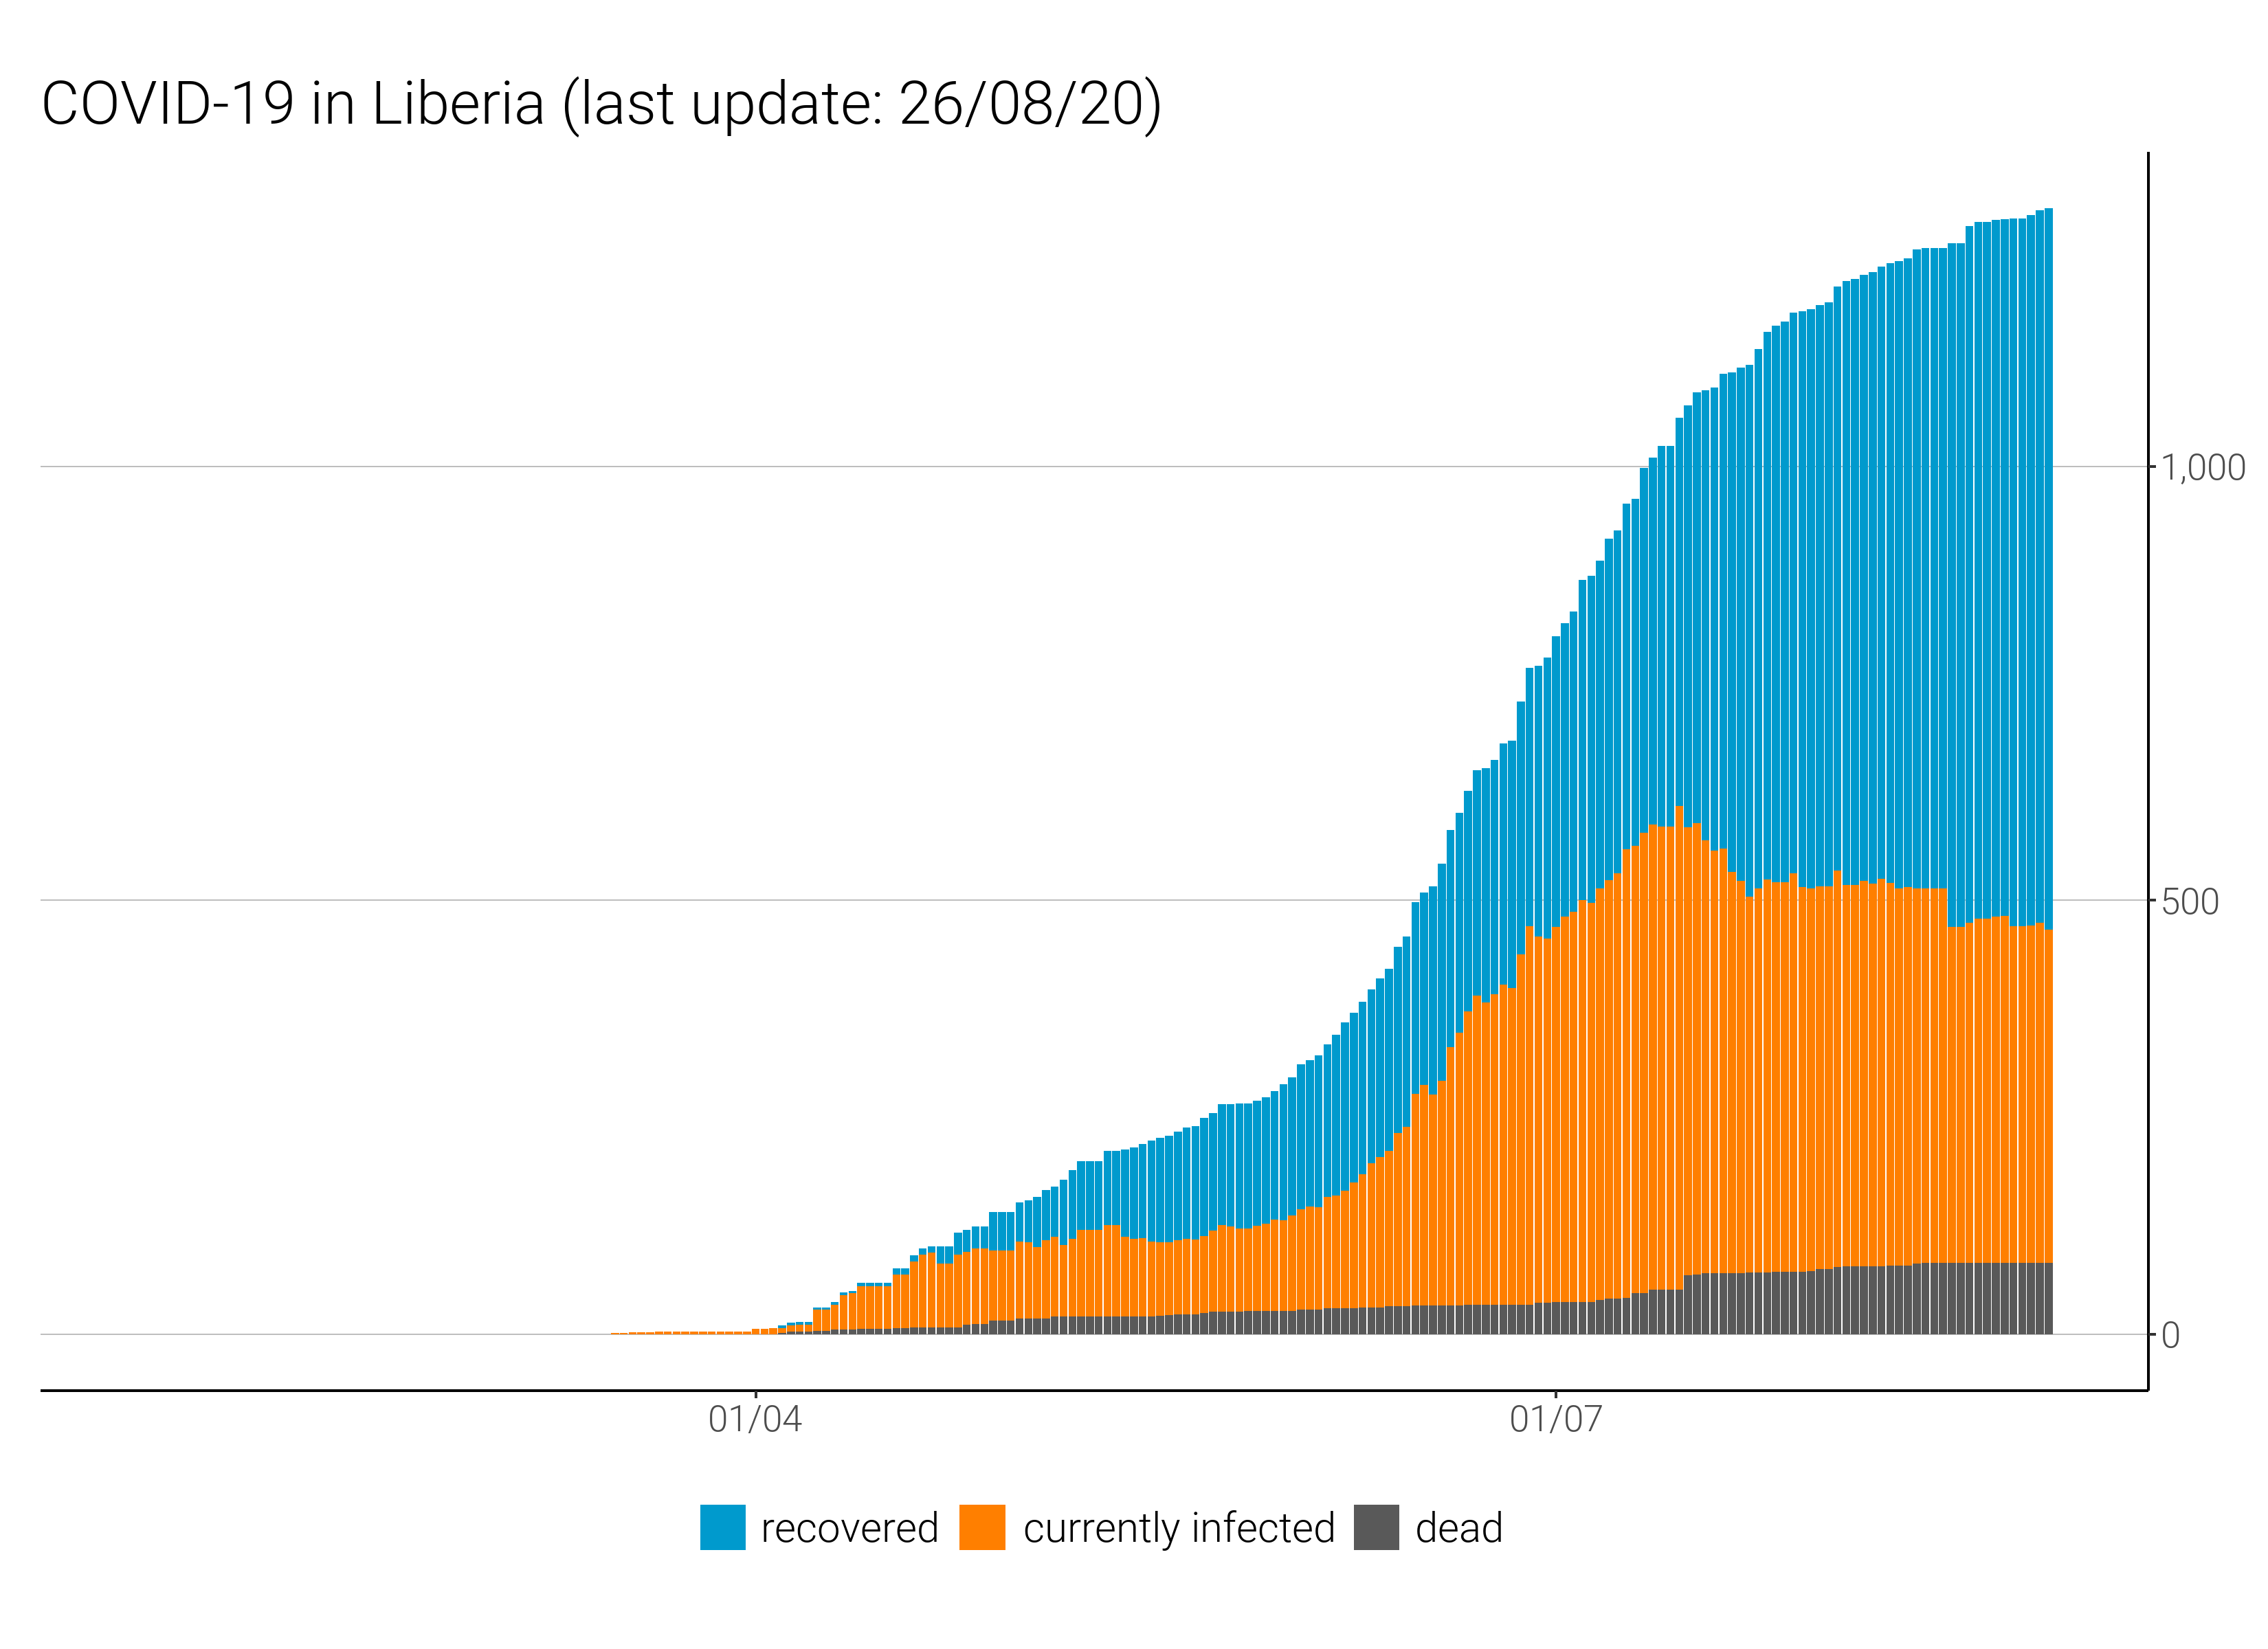 COVID-19 in Liberia (last update: 26/08/20)
1,000
500
0
01/04 01/07
recovered currently infected dead